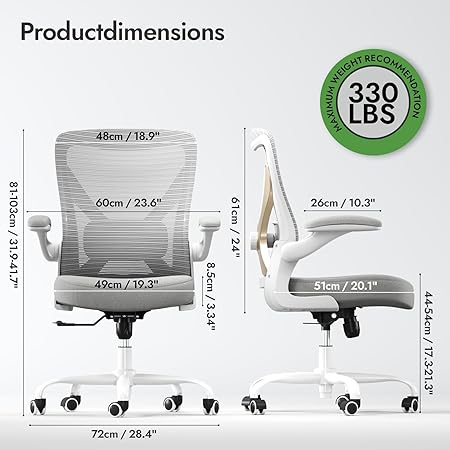 Productdimensions
MAXIMUM WEIGHT RECOMMENDATION
330
LBS
48cm / 18.9"
60cm / 23.6"
49cm / 19.3"
8.5cm / 3.34"
81-103cm / 31.9-41.7"
72cm / 28.4"
61cm / 24"
26cm / 10.3"
51cm / 20.1"
44-54cm / 17.3-21.3"